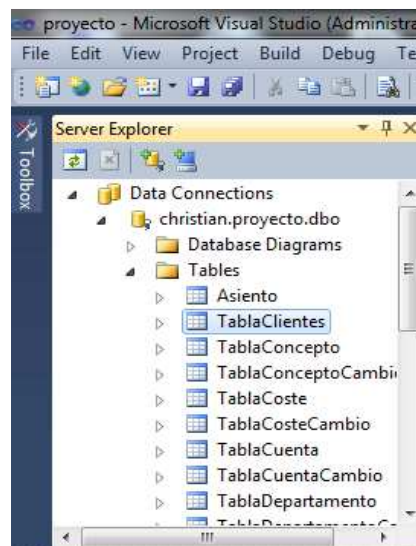 proyecto - Microsoft Visual Studio (Administra
File Edit View Project Build Debug Te
Server Explorer
Toolbox
Data Connections
christian.proyecto.dbo
Database Diagrams
Tables
Asiento
TablaClientes
TablaConcepto
TablaConceptoCambi
TablaCoste
TablaCosteCambio
TablaCuenta
TablaCuentaCambio
TablaDepartamento